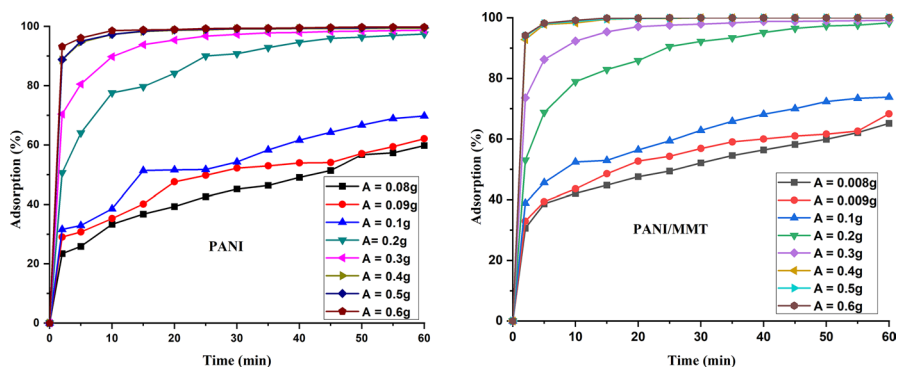 100
80
60
40
20
0
Adsorption (%)
0 10 20 30 40 50 60
Time (min)
PANI
A = 0.08g
A = 0.09g
A = 0.1g
A= 0.2g
A = 0.3g
A = 0.4g
A = 0.5g
A = 0.6g
100
80
60
40
20
0
Adsorption (%)
0 10 20 30 40 50 60
Time (min)
PANI/MMT
A = 0.008g
A = 0.009g
A = 0.1g
A = 0.2g
A = 0.3g
A = 0.4g
A = 0.5g
A = 0.6g